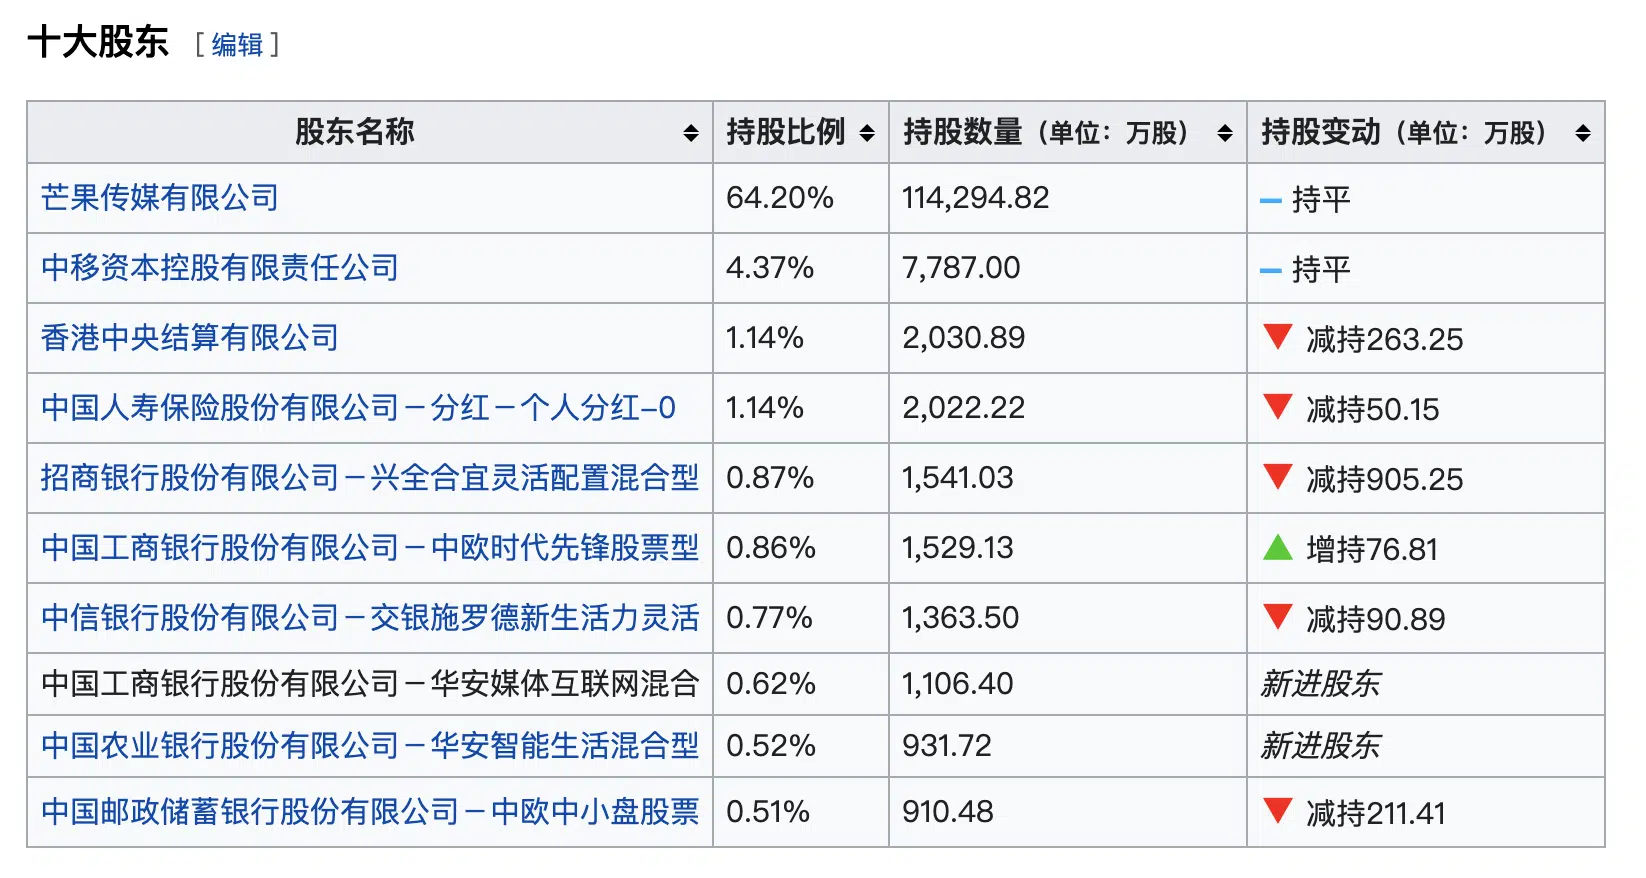 十大股东 [编辑]
股东名称 持股比例 持股数量（单位：万股） 持股变动（单位：万股）
芒果传媒有限公司 64.20% 114,294.82 持平
中移资本控股有限责任公司 4.37% 7,787.00 持平
香港中央结算有限公司 1.14% 2,030.89 减持263.25
中国人寿保险股份有限公司－分红－个人分红-0 1.14% 2,022.22 减持50.15
招商银行股份有限公司－兴全合宜灵活配置混合型 0.87% 1,541.03 减持905.25
中国工商银行股份有限公司－中欧时代先锋股票型 0.86% 1,529.13 增持76.81
中信银行股份有限公司－交银施罗德新生活力灵活 0.77% 1,363.50 减持90.89
中国工商银行股份有限公司－华安媒体互联网混合 0.62% 1,106.40 新进股东
中国农业银行股份有限公司－华安智能生活混合型 0.52% 931.72 新进股东
中国邮政储蓄银行股份有限公司－中欧中小盘股票 0.51% 910.48 减持211.41